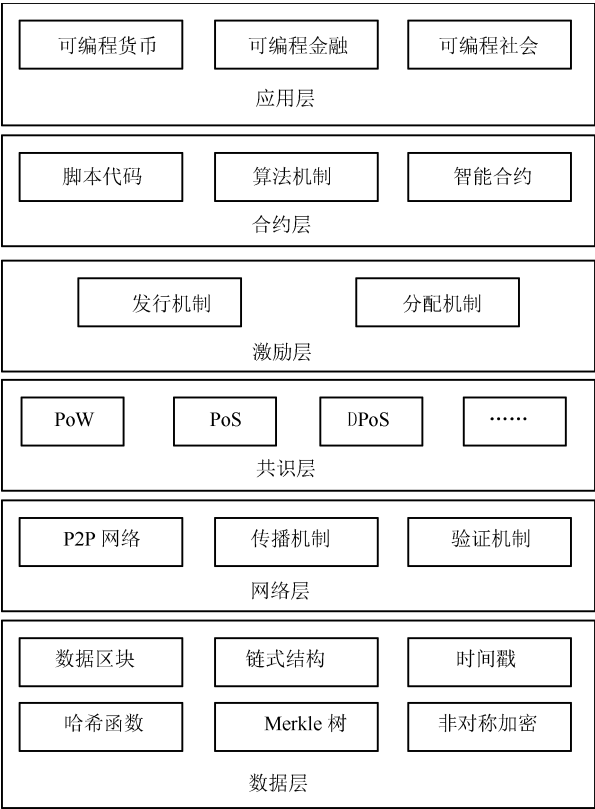 可编程货币 可编程金融 可编程社会
应用层
脚本代码 算法机制 智能合约
合约层
发行机制 分配机制
激励层
PoW PoS DPoS ……
共识层
P2P 网络 传播机制 验证机制
网络层
数据区块 链式结构 时间戳
哈希函数 Merkle 树 非对称加密
数据层